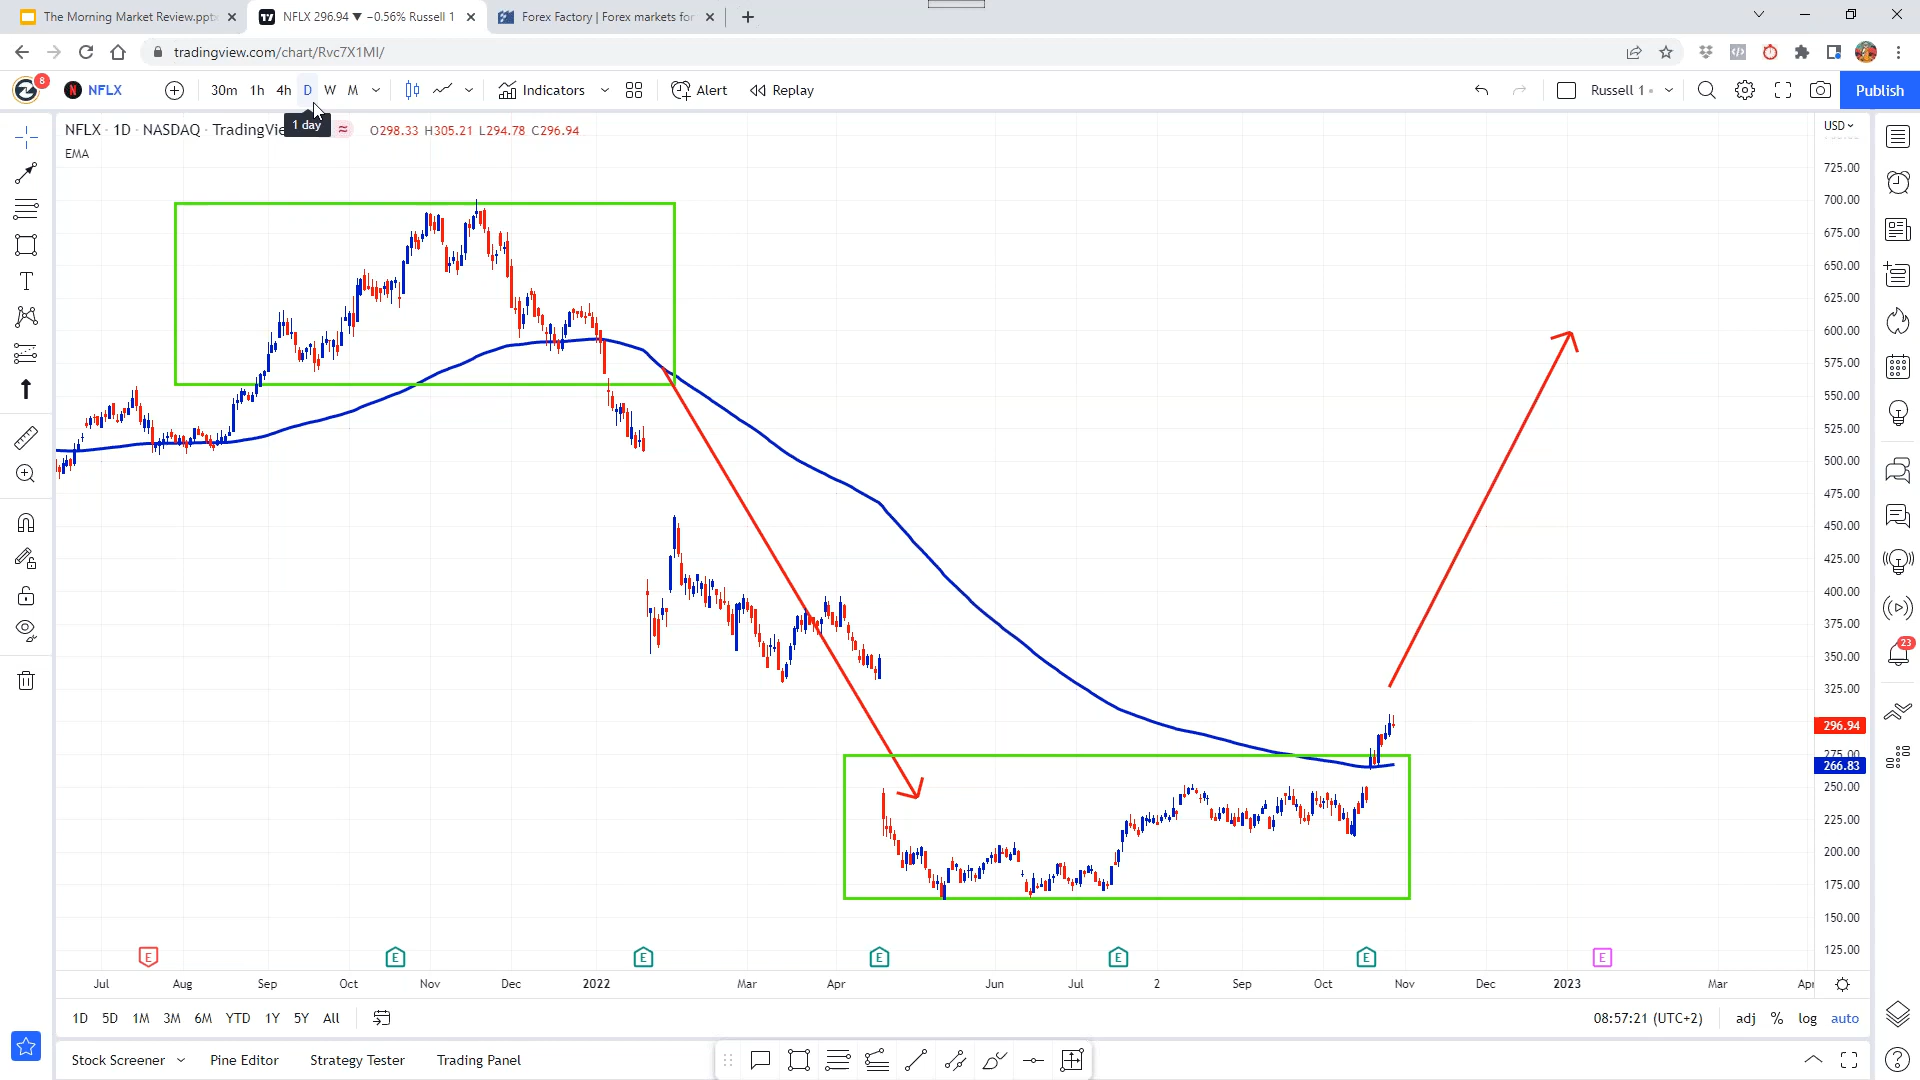 The Morning Market Review.ppt
NFLX 296.94 ▼ −0.56% Russell 1
Forex Factory | Forex markets for
tradingview.com/chart/Rvc7X1MI/
8
NFLX
30m 1h 4h D W M
Indicators
Alert
Replay
Russell 1
Publish
1 day
NFLX · 1D · NASDAQ · TradingVie
O298.33 H305.21 L294.78 C296.94
EMA
USD
725.00
700.00
675.00
650.00
625.00
600.00
575.00
550.00
525.00
500.00
475.00
450.00
425.00
400.00
375.00
350.00
325.00
296.94
275.00
266.83
250.00
225.00
200.00
175.00
150.00
125.00
23
E E E E E E E
Jul Aug Sep Oct Nov Dec 2022 Mar Apr Jun Jul 2 Sep Oct Nov Dec 2023 Mar Apr
1D 5D 1M 3M 6M YTD 1Y 5Y All
08:57:21 (UTC+2)
adj % log auto
Stock Screener
Pine Editor
Strategy Tester
Trading Panel